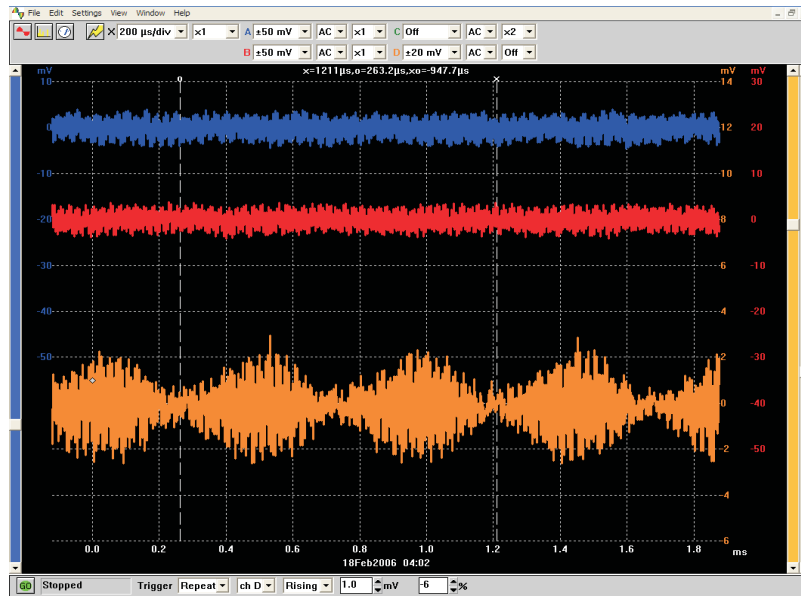 File Edit Settings View Window Help
200 µs/div x1 A ±50 mV AC x1 C Off AC x2
B ±50 mV AC x1 D ±20 mV AC Off
x=1211µs,o=263.2µs,xo=-947.7µs
mV mV mV
10 o x 14 30
0 12 20
-10 10 10
-20 8 0
-30 6 -10
-40 4 -20
-50 2 -30
0 -40
-2 -50
-4
-6
0.0 0.2 0.4 0.6 0.8 1.0 1.2 1.4 1.6 1.8 ms
18Feb2006 04:02
GO Stopped Trigger Repeat ch D Rising 1.0 mV -6 %